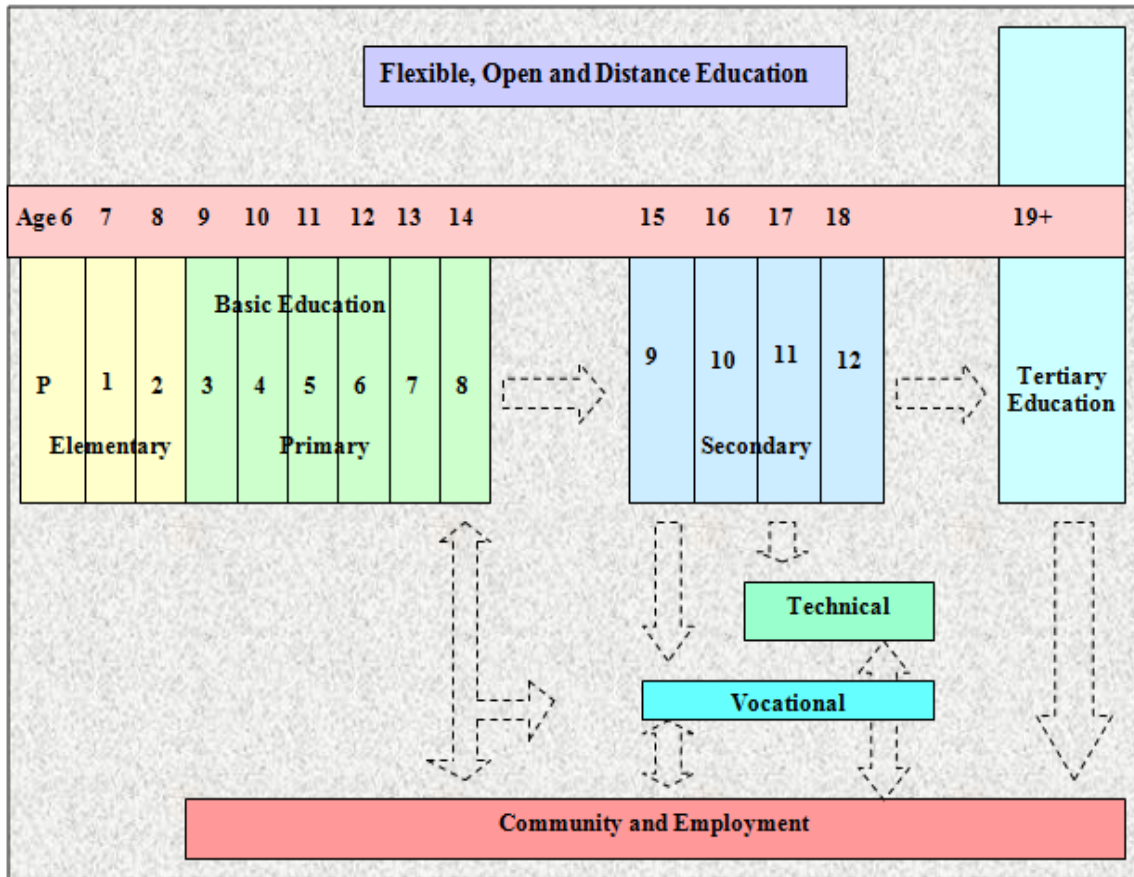 Flexible, Open and Distance Education
Age 6 7 8 9 10 11 12 13 14 15 16 17 18 19+
Basic Education
P 1 2 3 4 5 6 7 8 9 10 11 12
Tertiary
Education
Elementary Primary Secondary
Technical
Vocational
Community and Employment